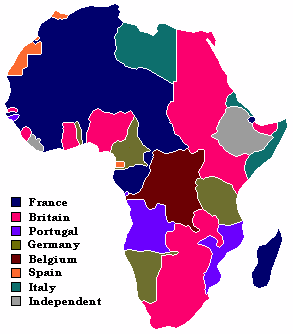 France
Britain
Portugal
Germany
Belgium
Spain
Italy
Independent